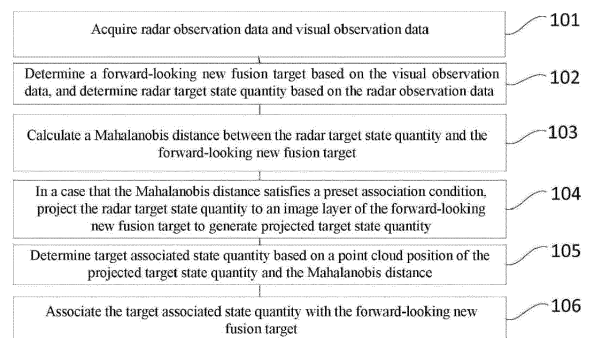 Acquire radar observation data and visual observation data
101
Determine a forward-looking new fusion target based on the visual observation
data, and determine radar target state quantity based on the radar observation data
102
Calculate a Mahalanobis distance between the radar target state quantity and the
forward-looking new fusion target
103
In a case that the Mahalanobis distance satisfies a preset association condition,
project the radar target state quantity to an image layer of the forward-looking
new fusion target to generate projected target state quantity
104
Determine target associated state quantity based on a point cloud position of the
projected target state quantity and the Mahalanobis distance
105
Associate the target associated state quantity with the forward-looking new
fusion target
106